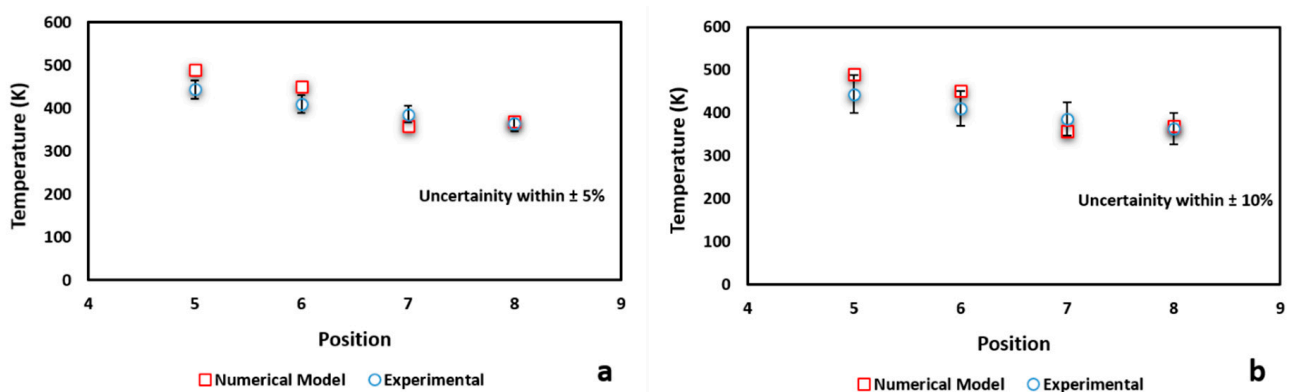 600
500
400
300
200
100
0
Temperature (K)
Uncertainity within ± 5%
4 5 6 7 8 9
Position
Numerical Model Experimental
a
600
500
400
300
200
100
0
Temperature (K)
Uncertainity within ± 10%
4 5 6 7 8 9
Position
Numerical Model Experimental
b